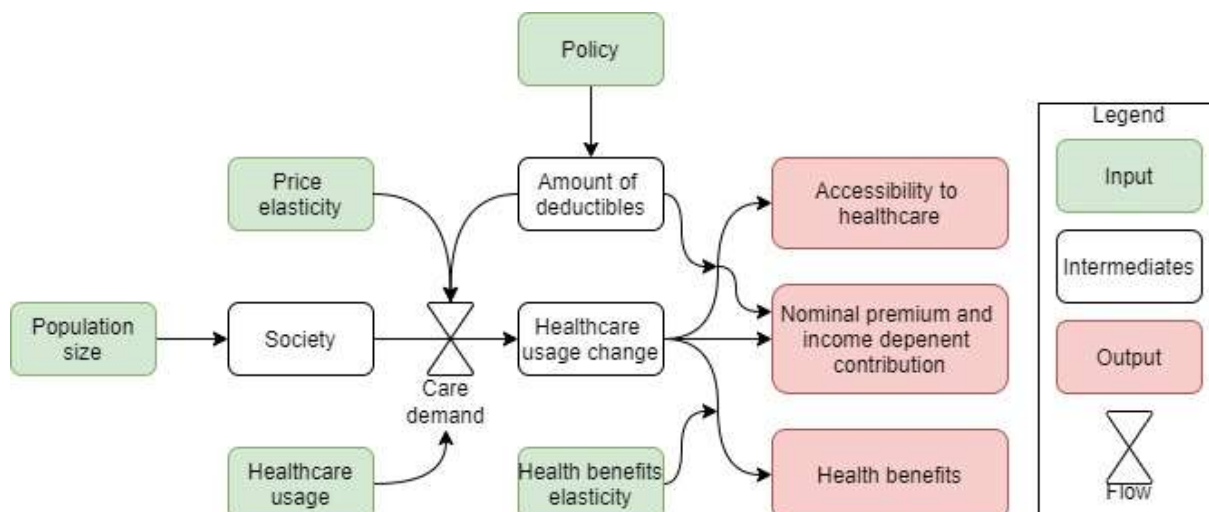 Policy
Legend
Price
elasticity
Amount of
deductibles
Accessibility to
healthcare
Input
Intermediates
Population
size
Society
Healthcare
usage change
Nominal premium and
income depenent
contribution
Output
Care
demand
Healthcare
usage
Health benefits
elasticity
Health benefits
Flow